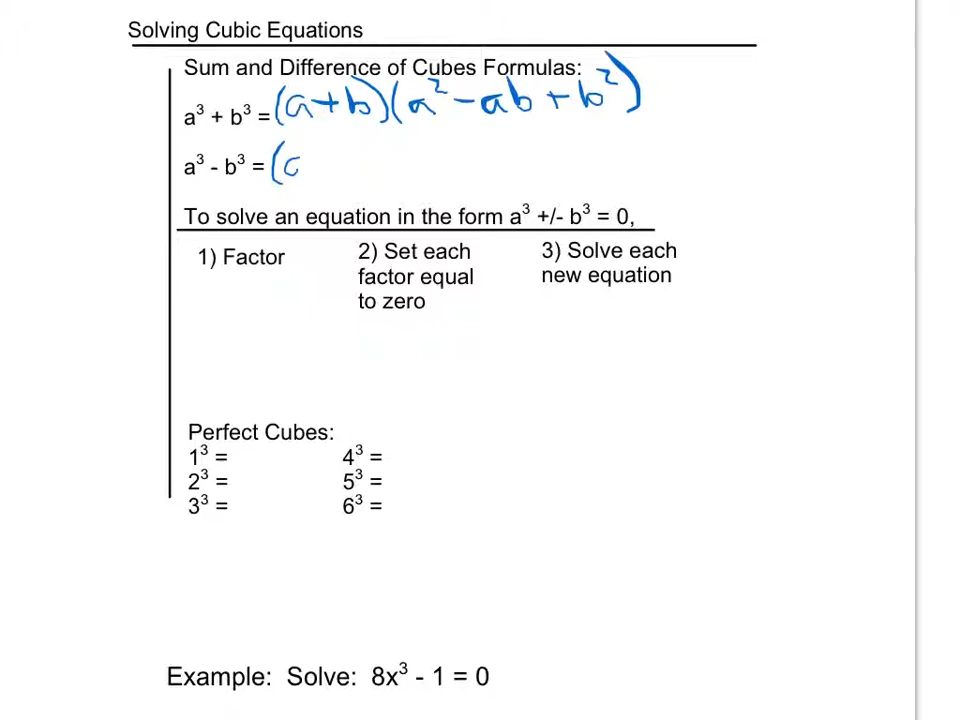 Solving Cubic Equations
Sum and Difference of Cubes Formulas:
a³ + b³ = (a+b)(a² - ab + b²)
a³ - b³ = (a
To solve an equation in the form a³ +/- b³ = 0,
1) Factor
2) Set each
factor equal
to zero
3) Solve each
new equation
Perfect Cubes:
1³ = 4³ =
2³ = 5³ =
3³ = 6³ =
Example: Solve: 8x³ - 1 = 0